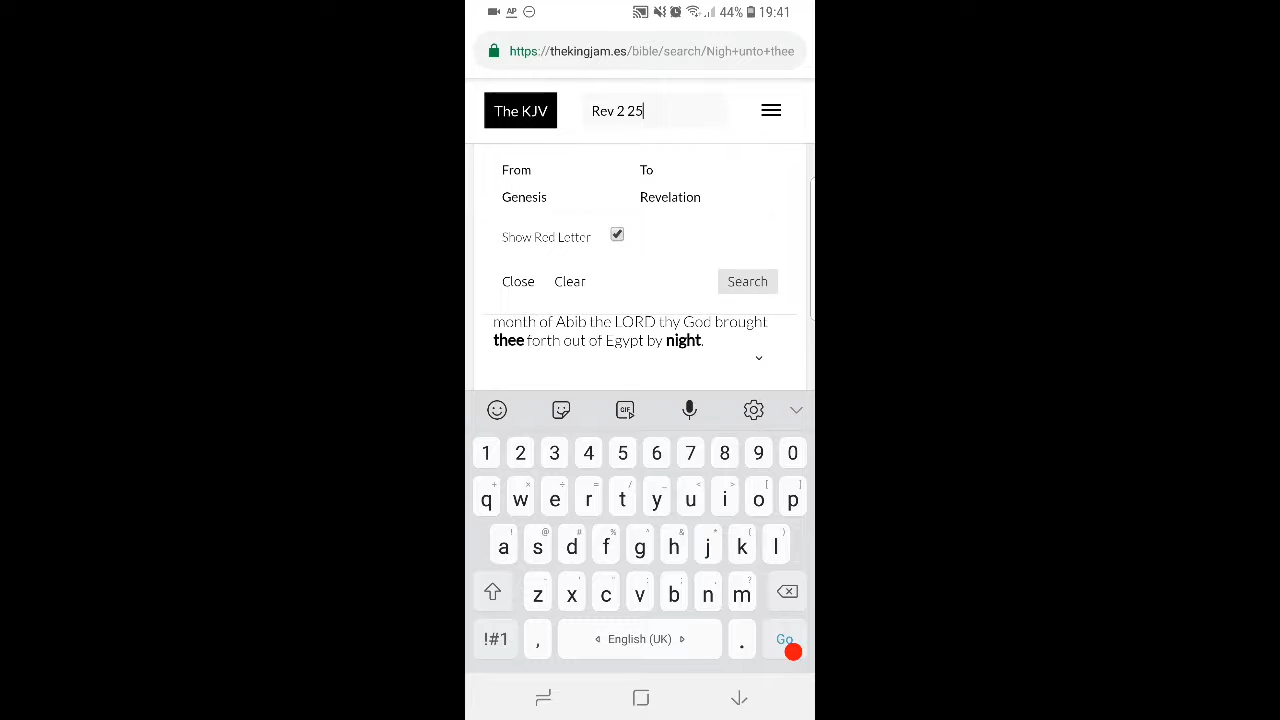 AP 44% 19:41
https://thekingjam.es/bible/search/Nigh+unto+thee
The KJV Rev 2 25
From To
Genesis Revelation
Show Red Letter
Close Clear Search
month of Abib the LORD thy God brought
thee forth out of Egypt by night.
GIF
1 2 3 4 5 6 7 8 9 0
+ × ÷ = / _ < > [ ]
q w e r t y u i o p
! @ # % ^ & * ( )
a s d f g h j k l
- ' " : ; , ?
z x c v b n m
!#1 , English (UK) . Go